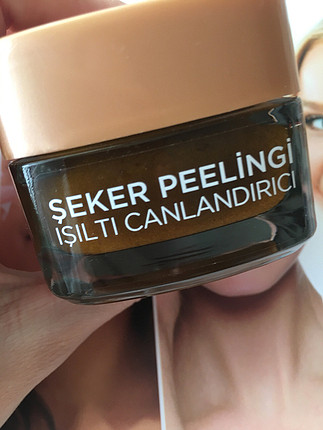 ŞEKER PEELİNGİ
IŞILTI CANLANDIRICI